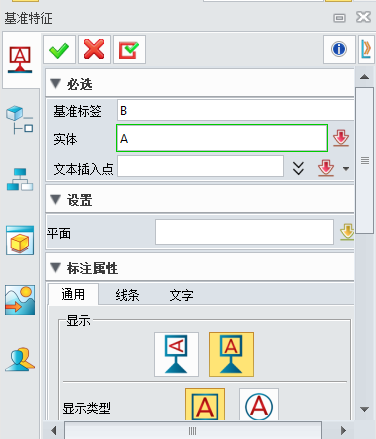 基准特征
必选
基准标签 B
实体 A
文本插入点
设置
平面
标注属性
通用 线条 文字
显示
A A
显示类型 A A